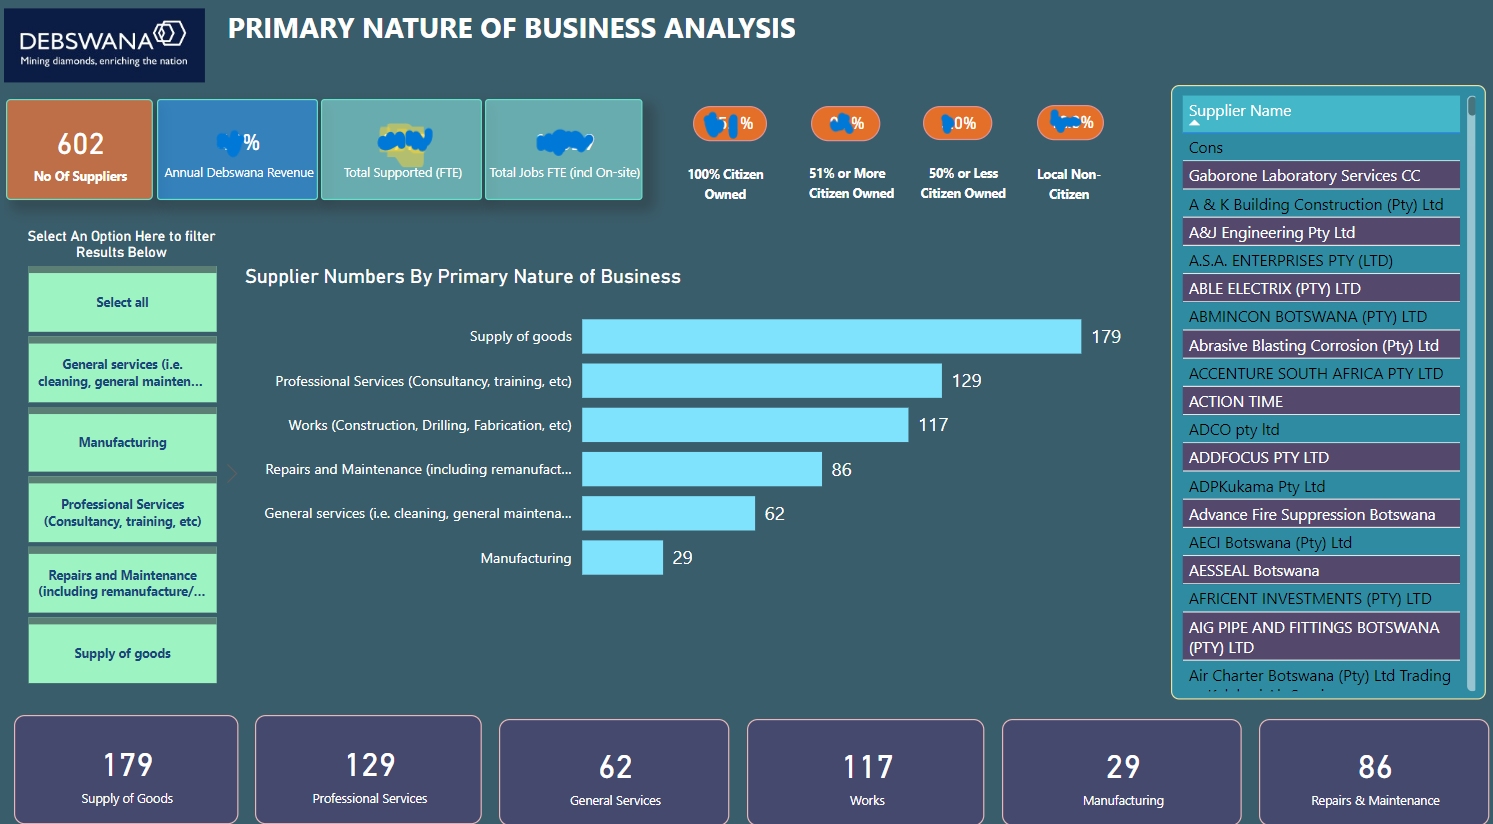 DEBSWANA
Mining diamonds, enriching the nation
PRIMARY NATURE OF BUSINESS ANALYSIS
602
No Of Suppliers
%
Annual Debswana Revenue
Total Supported (FTE)
Total Jobs FTE (incl On-site)
%
100% Citizen
Owned
%
51% or More
Citizen Owned
0%
50% or Less
Citizen Owned
%
Local Non-
Citizen
Select An Option Here to filter
Results Below
Select all
General services (i.e.
cleaning, general mainten...
Manufacturing
Professional Services
(Consultancy, training, etc)
Repairs and Maintenance
(including remanufacture/...
Supply of goods
Supplier Numbers By Primary Nature of Business
Supply of goods 179
Professional Services (Consultancy, training, etc) 129
Works (Construction, Drilling, Fabrication, etc) 117
Repairs and Maintenance (including remanufact... 86
General services (i.e. cleaning, general maintena... 62
Manufacturing 29
Supplier Name
Cons
Gaborone Laboratory Services CC
A & K Building Construction (Pty) Ltd
A&J Engineering Pty Ltd
A.S.A. ENTERPRISES PTY (LTD)
ABLE ELECTRIX (PTY) LTD
ABMINCON BOTSWANA (PTY) LTD
Abrasive Blasting Corrosion (Pty) Ltd
ACCENTURE SOUTH AFRICA PTY LTD
ACTION TIME
ADCO pty ltd
ADDFOCUS PTY LTD
ADPKukama Pty Ltd
Advance Fire Suppression Botswana
AECI Botswana (Pty) Ltd
AESSEAL Botswana
AFRICENT INVESTMENTS (PTY) LTD
AIG PIPE AND FITTINGS BOTSWANA
(PTY) LTD
Air Charter Botswana (Pty) Ltd Trading
179
Supply of Goods
129
Professional Services
62
General Services
117
Works
29
Manufacturing
86
Repairs & Maintenance